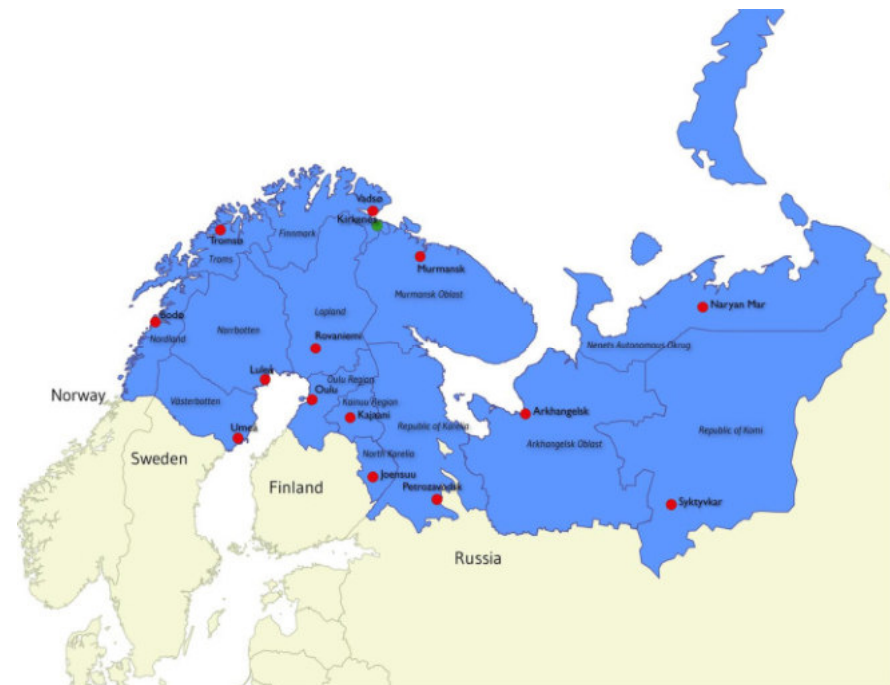 Vadsø
Kirkenes
Tromsø
Finnmark
Troms
Murmansk
Murmansk Oblast
Bodø
Nordland
Norrbotten
Lapland
Rovaniemi
Naryan Mar
Nenets Autonomous Okrug
Luleå
Oulu Region
Oulu
Kainuu Region
Kajaani
Norway
Västerbotten
Umeå
Republic of Karelia
Arkhangelsk
Arkhangelsk Oblast
Republic of Komi
Sweden
North Karelia
Joensuu
Finland
Petrozavodsk
Syktyvkar
Russia